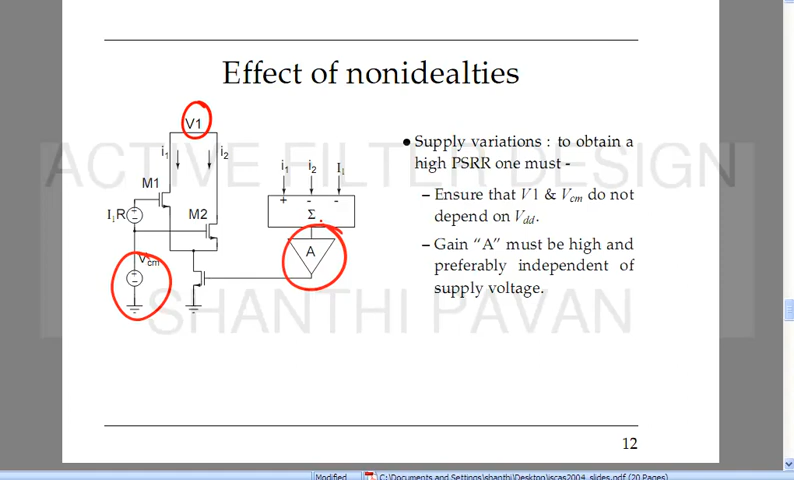 Effect of nonidealties
V1
i1
i2
M1
I1R
M2
Vcm
i1 i2 I1
+ - -
Σ
A
● Supply variations : to obtain a
high PSRR one must -
– Ensure that V1 & Vcm do not
depend on Vdd.
– Gain "A" must be high and
preferably independent of
supply voltage.
ACTIVE FILTER DESIGN
SHANTHI PAVAN
12
Modified
C:\Documents and Settings\shanthi\Desktop\iscas2004_slides.pdf (20 Pages)